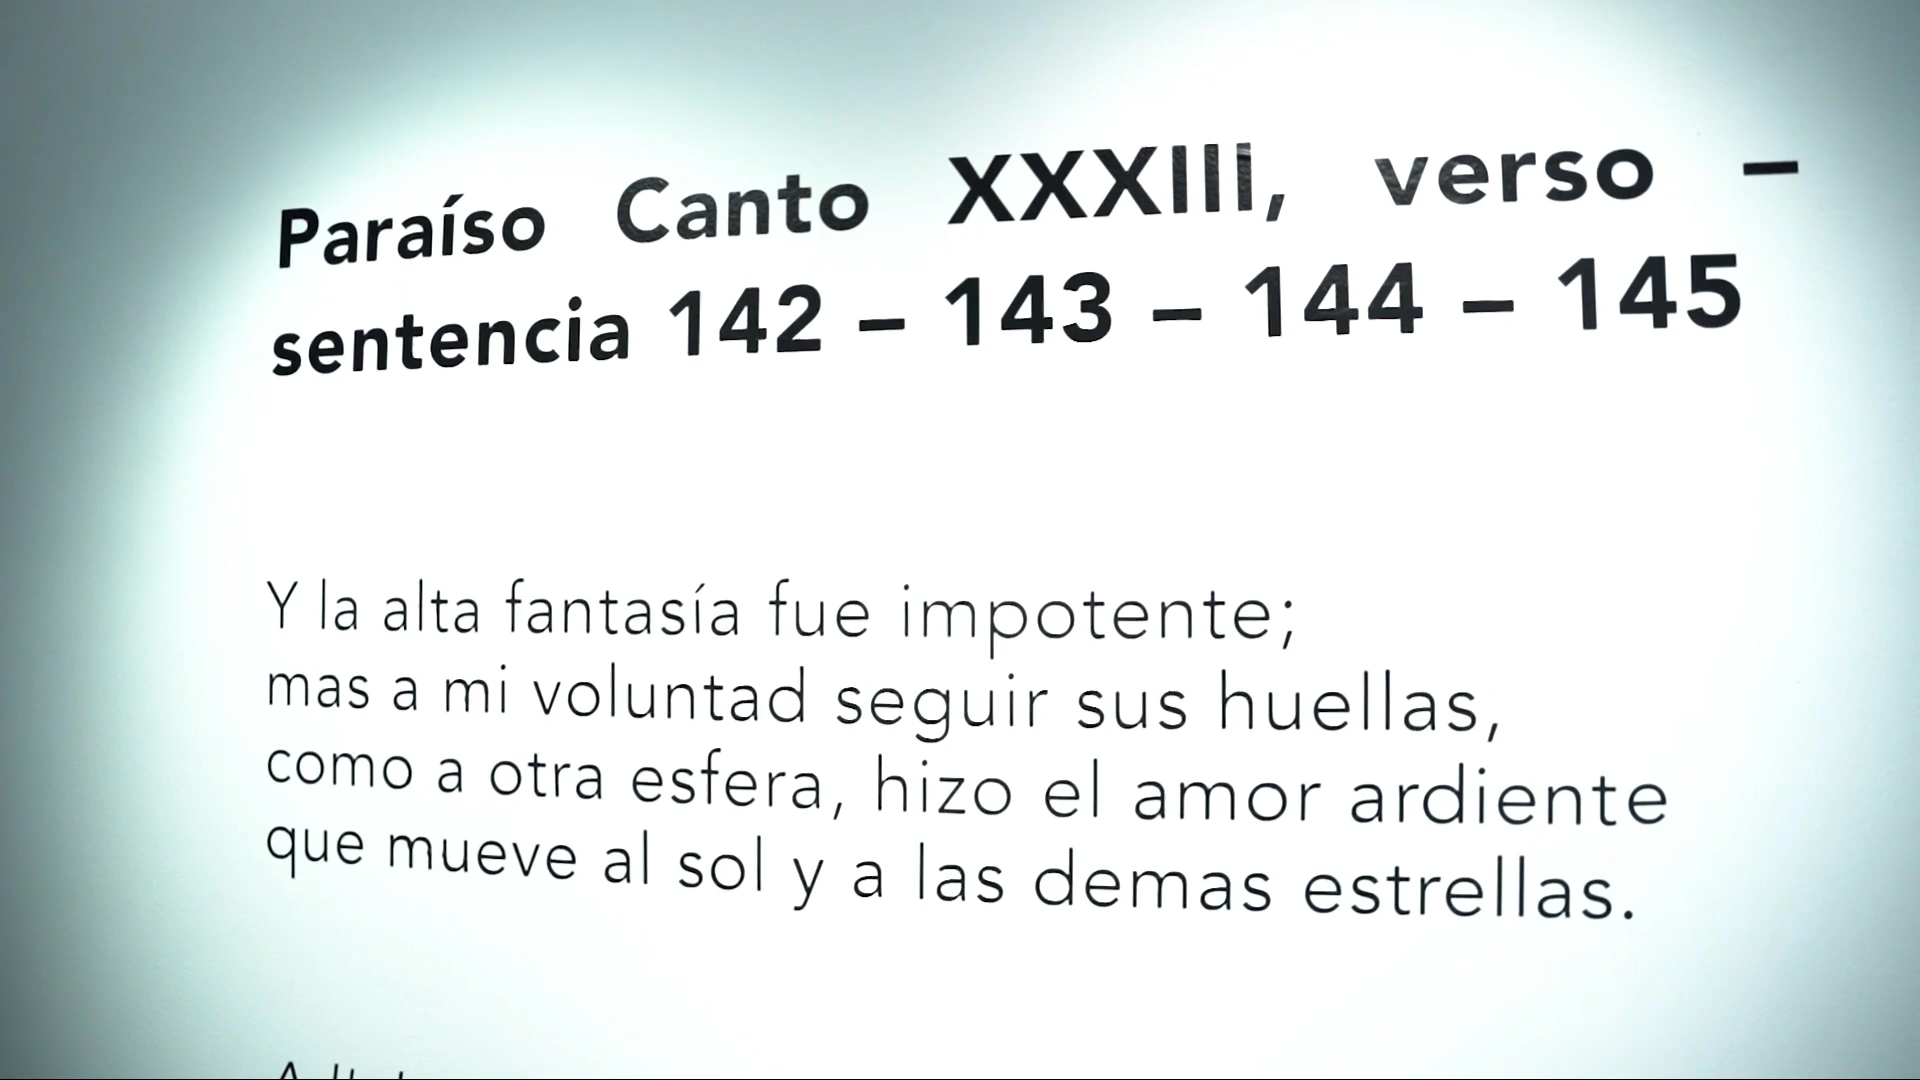 Paraíso Canto XXXIII, verso –
sentencia 142 – 143 – 144 – 145
Y la alta fantasía fue impotente;
mas a mi voluntad seguir sus huellas,
como a otra esfera, hizo el amor ardiente
que mueve al sol y a las demas estrellas.